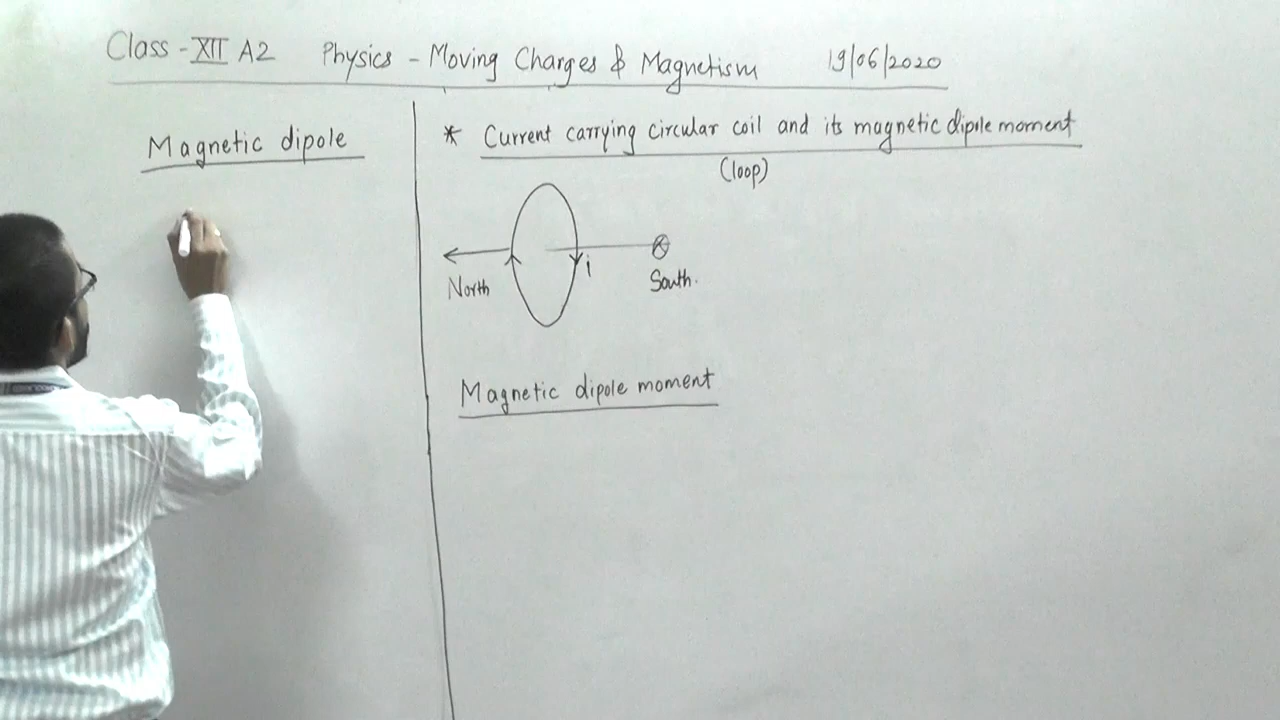 Class - XII A2 Physics - Moving Charges & Magnetism 19/06/2020
Magnetic dipole
* Current carrying circular coil and its magnetic dipole moment
(loop)
i
North
South.
Magnetic dipole moment